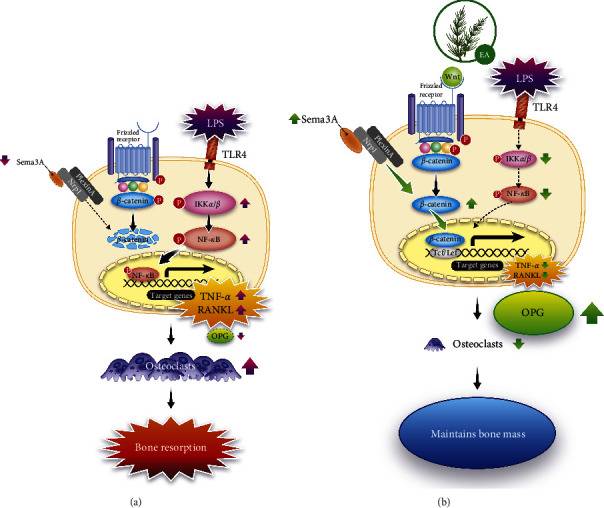 LPS
Frizzled
receptor
TLR4
Sema3A
PlexinA
Nrp1
P
β-catenin
P
P
IKKα/β
β-catenin
P
NF-κB
P
NF-κB
Target genes
TNF-α
RANKL
OPG
Osteoclasts
Bone resorption
(a)
EA
Wnt
LPS
Frizzled
receptor
TLR4
Sema3A
PlexinA
Nrp1
P
β-catenin
P
P
IKKα/β
β-catenin
P
NF-κB
β-catenin
Tcf/Lef
Target genes
TNF-α
RANKL
OPG
Osteoclasts
Maintains bone mass
(b)